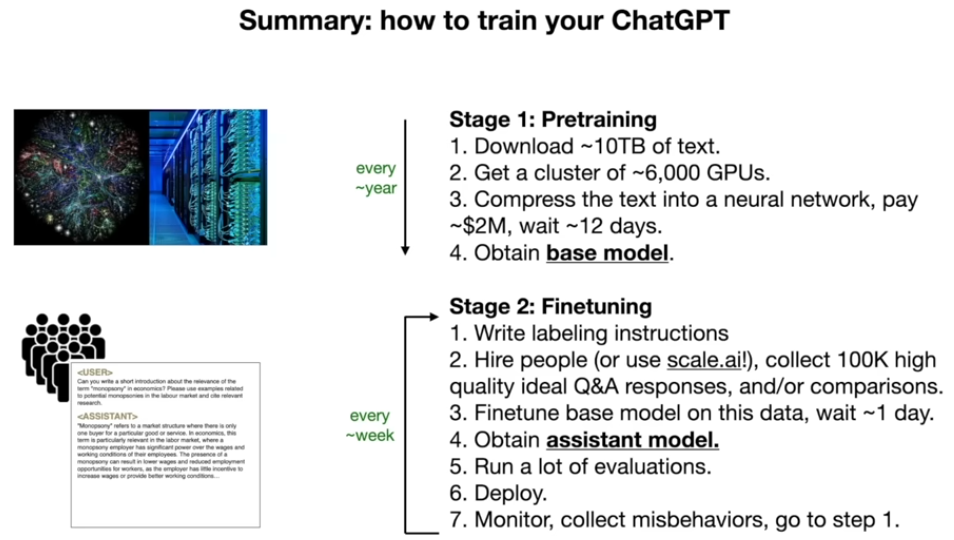 Summary: how to train your ChatGPT
every
~year
Stage 1: Pretraining
1. Download ~10TB of text.
2. Get a cluster of ~6,000 GPUs.
3. Compress the text into a neural network, pay
~$2M, wait ~12 days.
4. Obtain base model.
<USER>
Can you write a short introduction about the relevance of the
term "monopsony" in economics? Please use examples related
to potential monopsonies in the labour market and cite relevant
research.
<ASSISTANT>
"Monopsony" refers to a market structure where there is only
one buyer for a particular good or service. In economics, this
term is particularly relevant in the labor market, where a
monopsony employer has significant power over the wages and
working conditions of their employees. The presence of a
monopsony can result in lower wages and reduced employment
opportunities for workers, as the employer has little incentive to
increase wages or provide better working conditions...
every
~week
Stage 2: Finetuning
1. Write labeling instructions
2. Hire people (or use scale.ai!), collect 100K high
quality ideal Q&A responses, and/or comparisons.
3. Finetune base model on this data, wait ~1 day.
4. Obtain assistant model.
5. Run a lot of evaluations.
6. Deploy.
7. Monitor, collect misbehaviors, go to step 1.